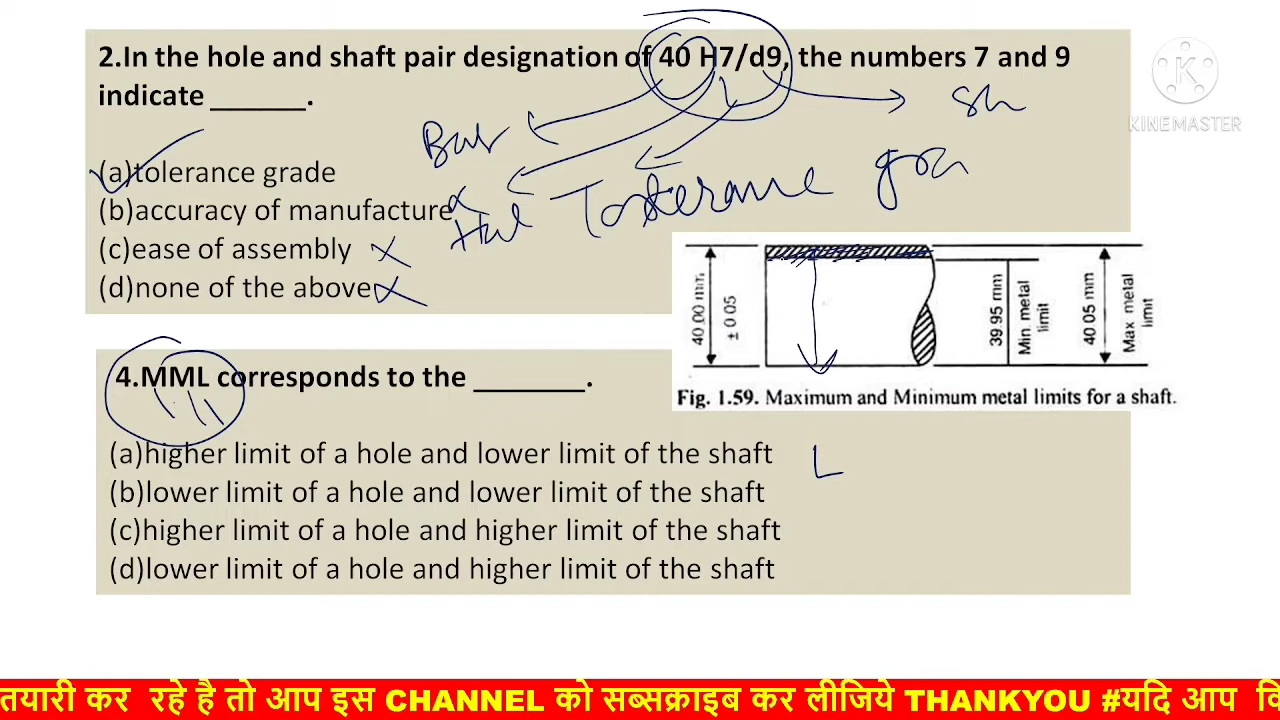 2.In the hole and shaft pair designation of 40 H7/d9, the numbers 7 and 9
indicate ______.
(a)tolerance grade
(b)accuracy of manufacture
(c)ease of assembly
(d)none of the above
Tolerance gra
sh
KINEMASTER
40.00 mm
± 0.05
39 95 mm
Min. metal
limit
40 05 mm
Max metal
limit
Fig. 1.59. Maximum and Minimum metal limits for a shaft.
4.MML corresponds to the _______.
(a)higher limit of a hole and lower limit of the shaft
(b)lower limit of a hole and lower limit of the shaft
(c)higher limit of a hole and higher limit of the shaft
(d)lower limit of a hole and higher limit of the shaft
L
तयारी कर रहे है तो आप इस CHANNEL को सब्सक्राइब कर लीजिये THANKYOU #यदि आप